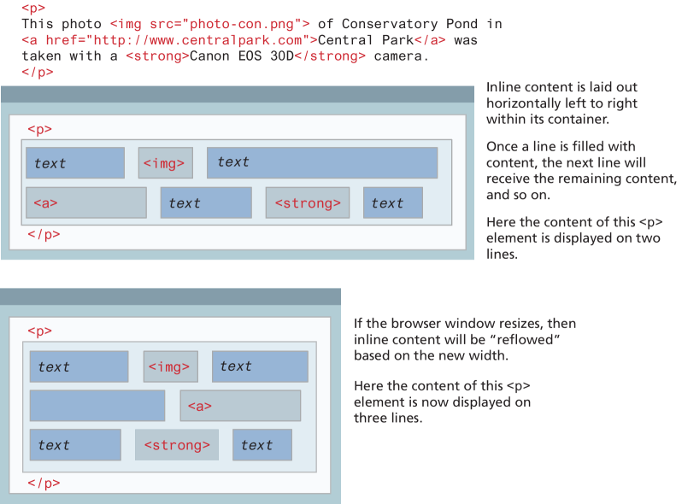 <p>
This photo <img src="photo-con.png"> of Conservatory Pond in
<a href="http://www.centralpark.com">Central Park</a> was
taken with a <strong>Canon EOS 30D</strong> camera.
</p>
Inline content is laid out
horizontally left to right
within its container.
Once a line is filled with
content, the next line will
receive the remaining content,
and so on.
Here the content of this <p>
element is displayed on two
lines.
<p>
text <img> text
<a> text <strong> text
</p>
If the browser window resizes, then
inline content will be “reflowed”
based on the new width.
Here the content of this <p>
element is now displayed on
three lines.
<p>
text <img> text
<a>
text <strong> text
</p>